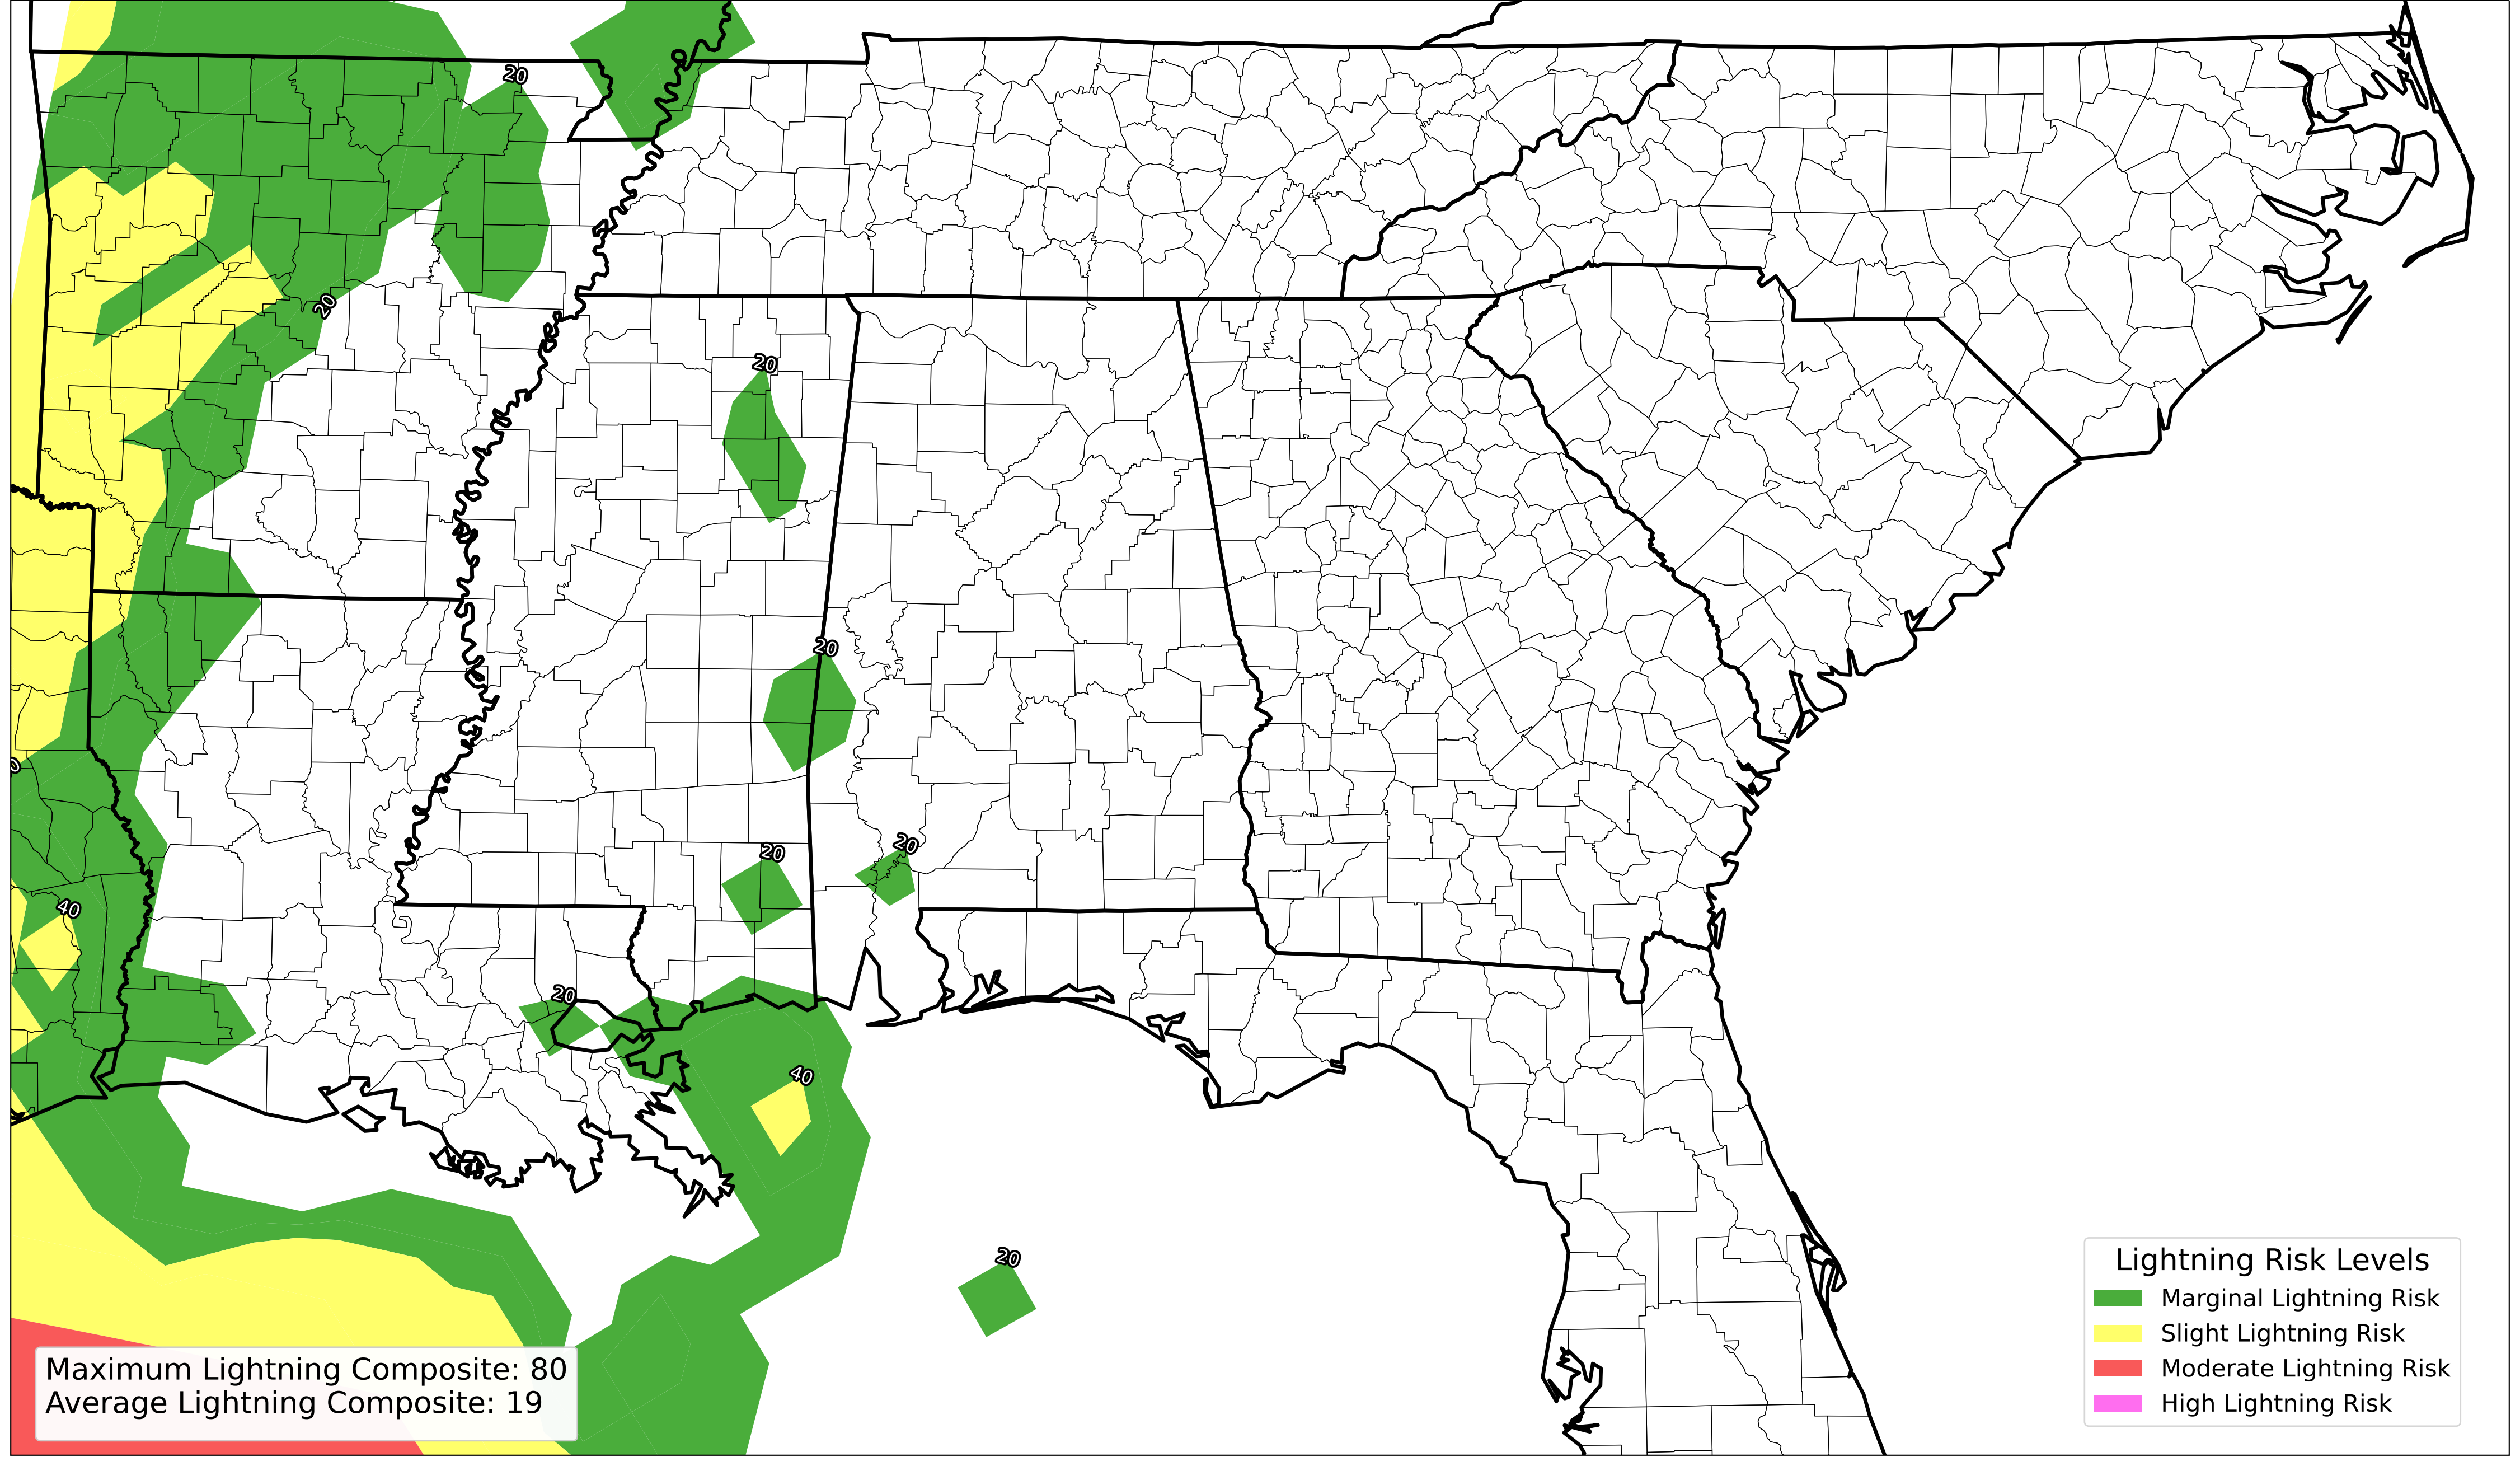 20
20
20
20
20
20
40
20
40
20
Lightning Risk Levels
Marginal Lightning Risk
Slight Lightning Risk
Moderate Lightning Risk
High Lightning Risk
Maximum Lightning Composite: 80
Average Lightning Composite: 19